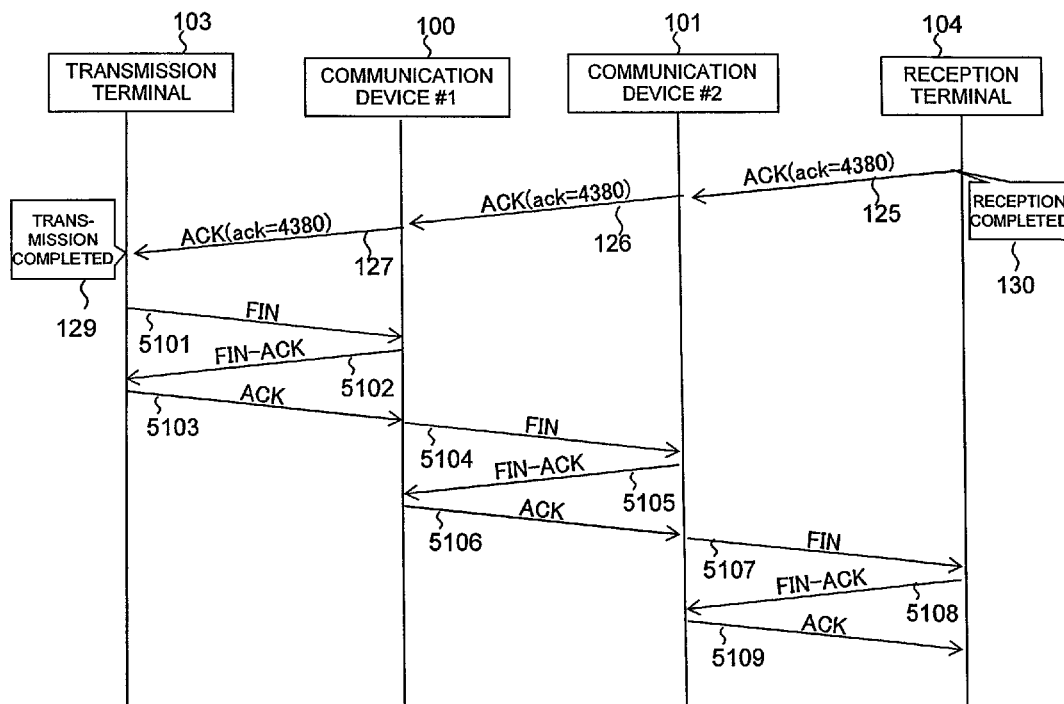 103
100
101
104
TRANSMISSION
TERMINAL
COMMUNICATION
DEVICE #1
COMMUNICATION
DEVICE #2
RECEPTION
TERMINAL
ACK(ack=4380)
125
RECEPTION
COMPLETED
130
ACK(ack=4380)
126
ACK(ack=4380)
127
TRANS-
MISSION
COMPLETED
129
FIN
5101
FIN-ACK
5102
ACK
5103
FIN
5104
FIN-ACK
5105
ACK
5106
FIN
5107
FIN-ACK
5108
ACK
5109